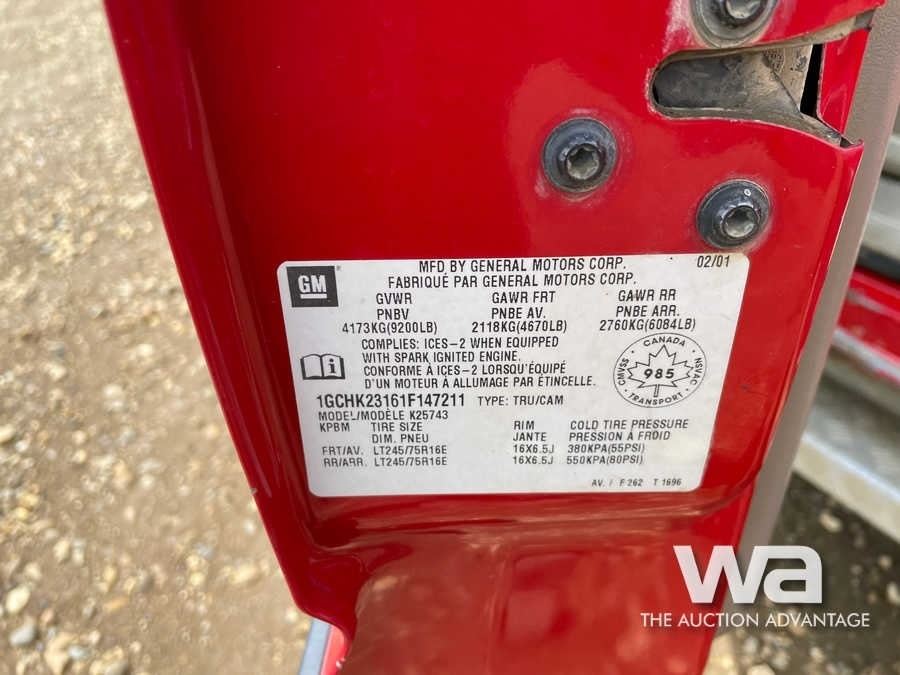 GM
MFD BY GENERAL MOTORS CORP. 02/01
FABRIQUÉ PAR GENERAL MOTORS CORP.
GVWR GAWR FRT GAWR RR
PNBV PNBE AV. PNBE ARR.
4173KG(9200LB) 2118KG(4670LB) 2760KG(6084LB)
COMPLIES: ICES-2 WHEN EQUIPPED
WITH SPARK IGNITED ENGINE.
CONFORME À ICES-2 LORSQU'ÉQUIPÉ
D'UN MOTEUR À ALLUMAGE PAR ÉTINCELLE.
CANADA
CMVSS 985 NSVAC
TRANSPORT
1GCHK23161F147211 TYPE: TRU/CAM
MODEL/MODÈLE K25743
KPBM TIRE SIZE RIM COLD TIRE PRESSURE
DIM. PNEU JANTE PRESSION À FROID
FRT/AV. LT245/75R16E 16X6.5J 380KPA(55PSI)
RR/ARR. LT245/75R16E 16X6.5J 550KPA(80PSI)
AV. / F 262 T 1696
wa
THE AUCTION ADVANTAGE